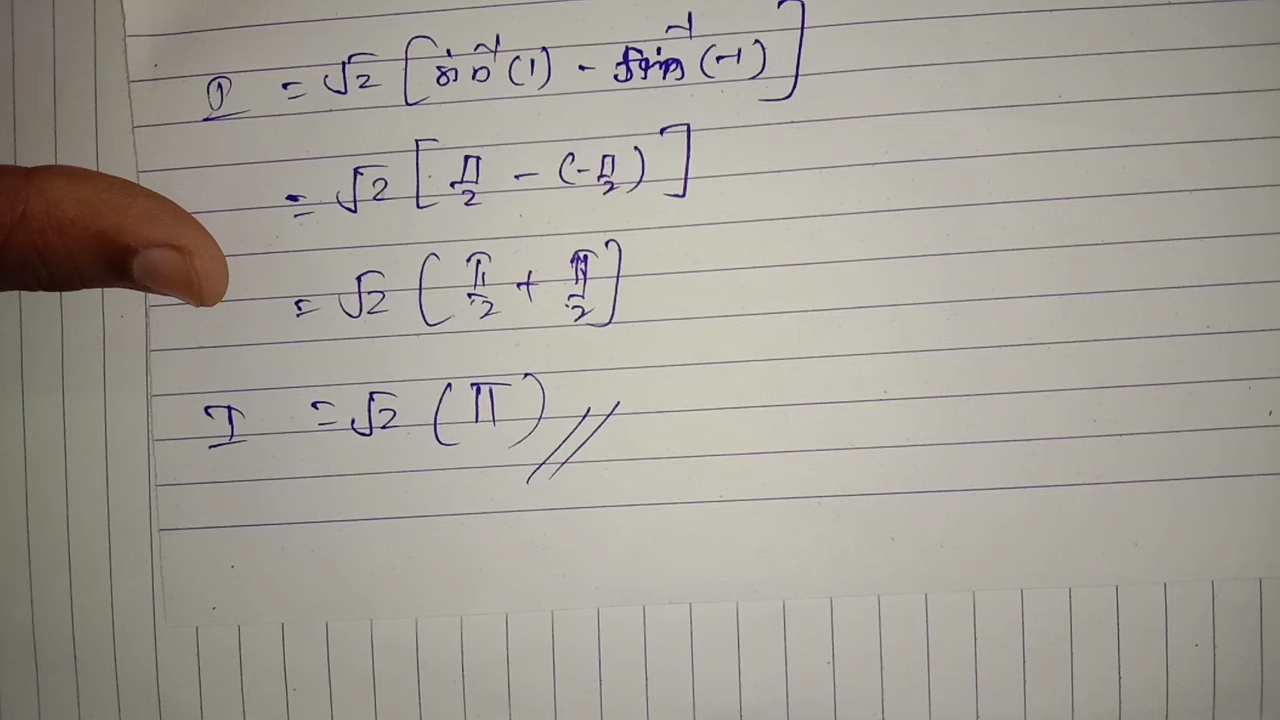 I = √2 [sin⁻¹(1) - sin⁻¹(-1)]
= √2 [π/2 - (-π/2)]
= √2 (π/2 + π/2]
I = √2 (π) //